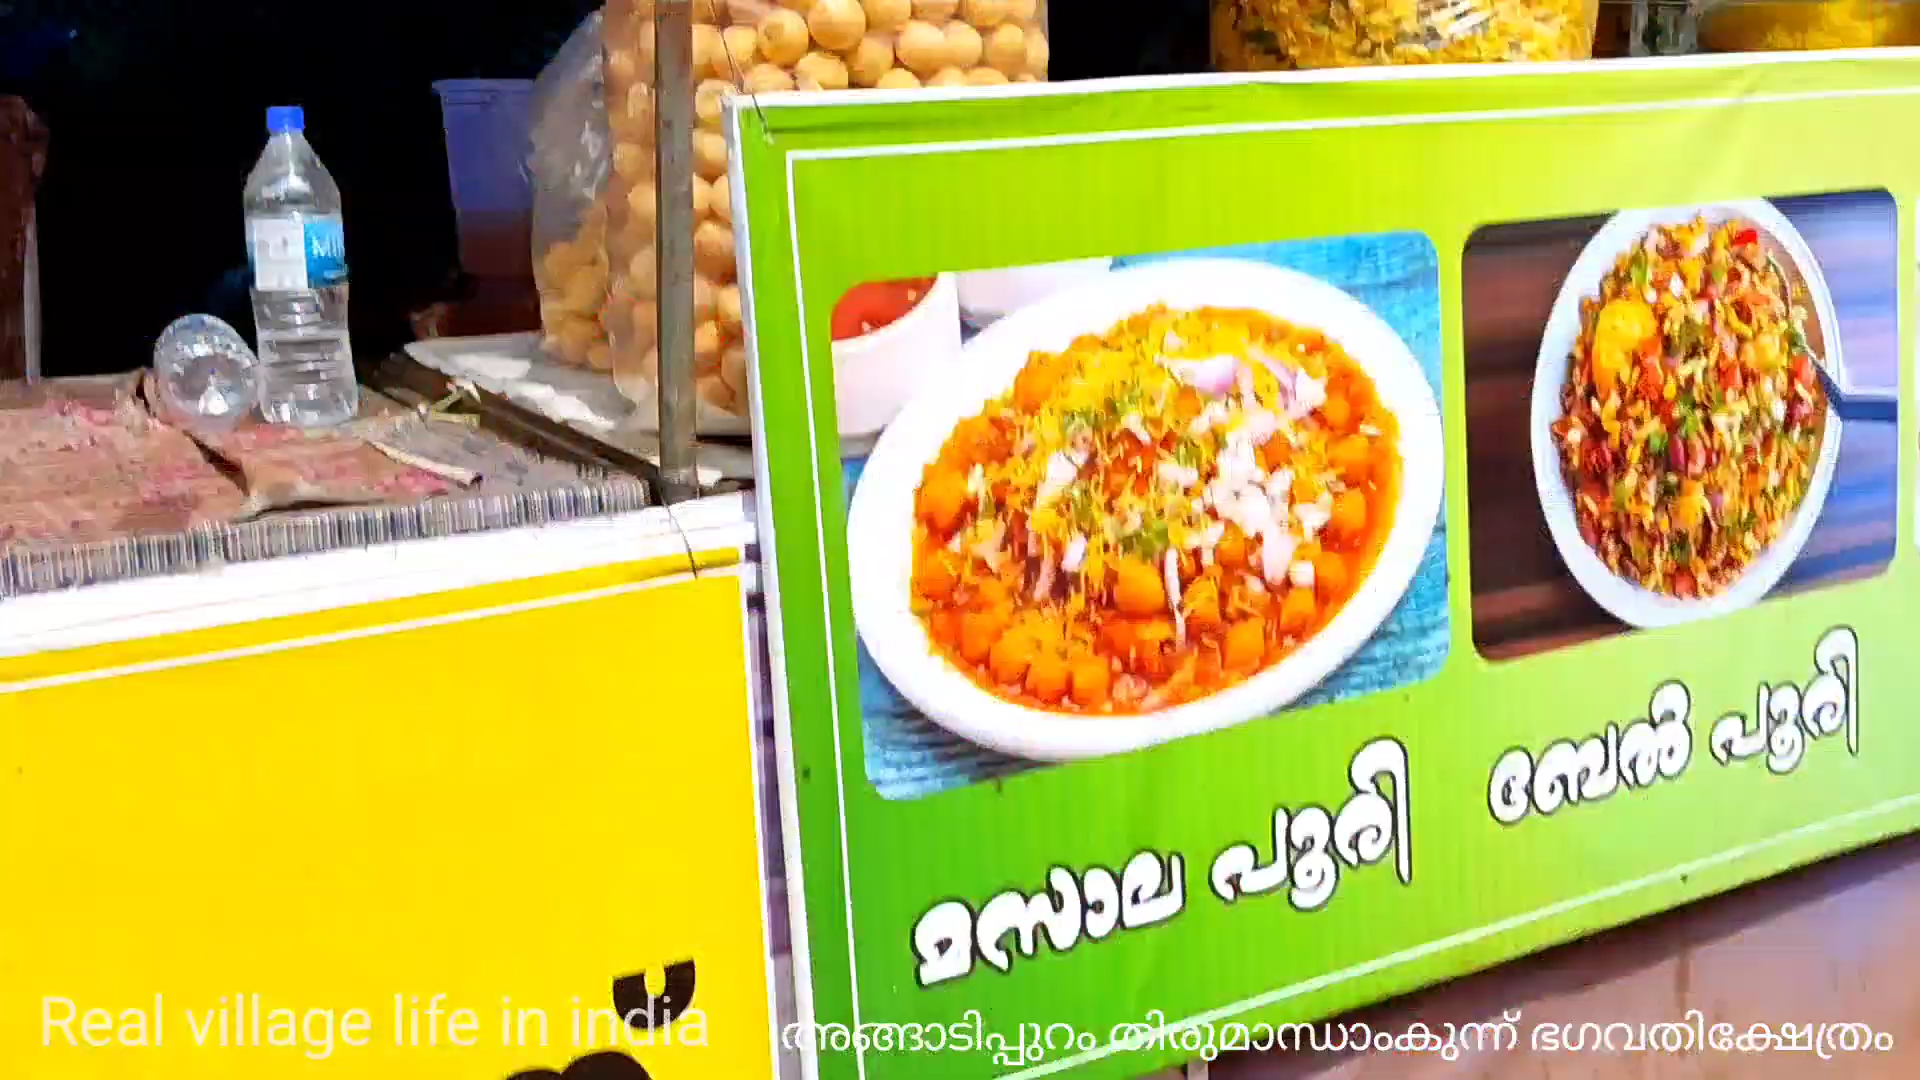 മസാല പൂരി
ബേൽ പൂരി
Real village life in india
അങ്ങാടിപ്പുറം തിരുമാന്ധാംകുന്ന് ഭഗവതിക്ഷേത്രം